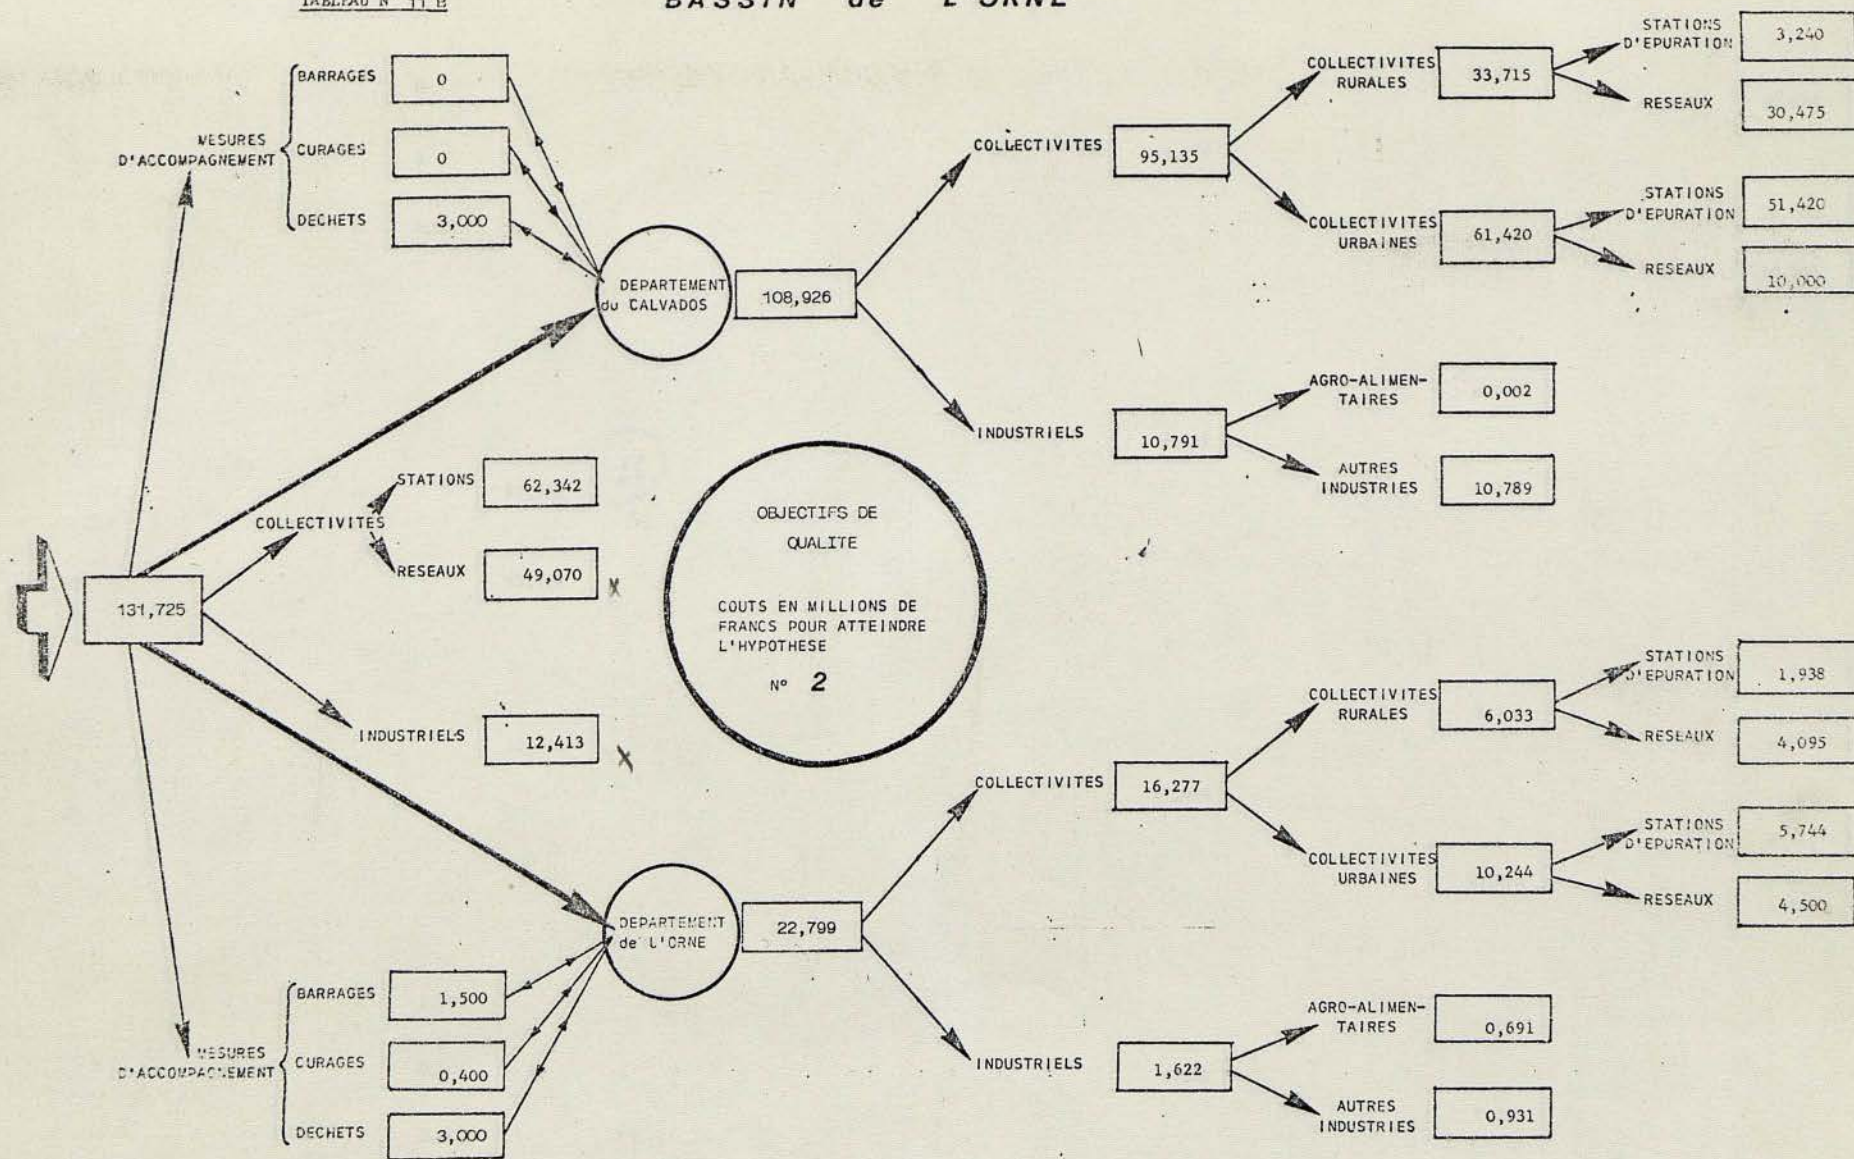 TABLEAU N° 11 B
BASSIN de L'ORNE
MESURES
D'ACCOMPAGNEMENT
BARRAGES
0
CURAGES
0
DECHETS
3,000
DEPARTEMENT
du CALVADOS
108,926
COLLECTIVITES
95,135
COLLECTIVITES
RURALES
33,715
STATIONS
D'EPURATION
3,240
RESEAUX
30,475
COLLECTIVITES
URBAINES
61,420
STATIONS
D'EPURATION
51,420
RESEAUX
10,000
INDUSTRIELS
10,791
AGRO-ALIMEN-
TAIRES
0,002
AUTRES
INDUSTRIES
10,789
131,725
COLLECTIVITES
STATIONS
62,342
RESEAUX
49,070
x
INDUSTRIELS
12,413
x
OBJECTIFS DE
QUALITE
COUTS EN MILLIONS DE
FRANCS POUR ATTEINDRE
L'HYPOTHESE
N° 2
DEPARTEMENT
de L'ORNE
22,799
COLLECTIVITES
16,277
COLLECTIVITES
RURALES
6,033
STATIONS
D'EPURATION
1,938
RESEAUX
4,095
COLLECTIVITES
URBAINES
10,244
STATIONS
D'EPURATION
5,744
RESEAUX
4,500
INDUSTRIELS
1,622
AGRO-ALIMEN-
TAIRES
0,691
AUTRES
INDUSTRIES
0,931
MESURES
D'ACCOMPAGNEMENT
BARRAGES
1,500
CURAGES
0,400
DECHETS
3,000